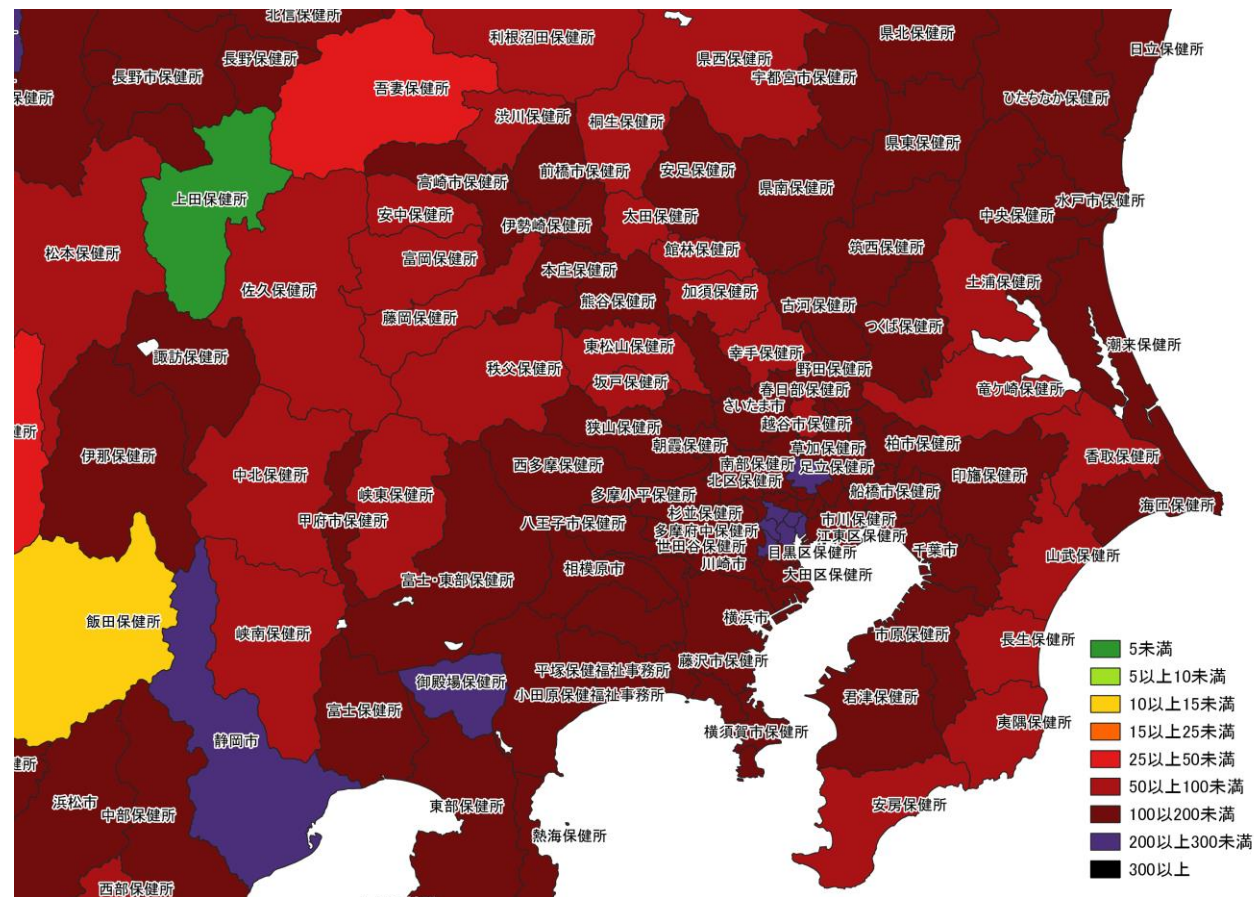 北信保健所
利根沼田保健所
県北保健所
日立保健所
長野保健所
県西保健所
長野市保健所
吾妻保健所
宇都宮市保健所
保健所
ひたちなか保健所
渋川保健所
桐生保健所
県東保健所
前橋市保健所
安足保健所
高崎市保健所
県南保健所
上田保健所
安中保健所
太田保健所
中央保健所
水戸市保健所
伊勢崎保健所
松本保健所
富岡保健所
館林保健所
筑西保健所
本庄保健所
土浦保健所
佐久保健所
加須保健所
熊谷保健所
古河保健所
藤岡保健所
つくば保健所
潮来保健所
諏訪保健所
東松山保健所
幸手保健所
秩父保健所
野田保健所
坂戸保健所
春日部保健所
竜ケ崎保健所
さいたま市
越谷市保健所
狭山保健所
健所
朝霞保健所
草加保健所
柏市保健所
伊那保健所
香取保健所
西多摩保健所
南部保健所
足立保健所
中北保健所
北区保健所
印旛保健所
峡東保健所
多摩小平保健所
船橋市保健所
海匝保健所
杉並保健所
甲府市保健所
八王子市保健所
市川保健所
多摩府中保健所
江東区保健所
世田谷保健所
目黒区保健所
千葉市
山武保健所
川崎市
富士・東部保健所
相模原市
大田区保健所
飯田保健所
横浜市
峡南保健所
市原保健所
長生保健所
藤沢市保健所
平塚保健福祉事務所
御殿場保健所
小田原保健福祉事務所
君津保健所
富士保健所
夷隅保健所
横須賀市保健所
静岡市
健所
浜松市
中部保健所
東部保健所
安房保健所
熱海保健所
西部保健所
5未満
5以上10未満
10以上15未満
15以上25未満
25以上50未満
50以上100未満
100以200未満
200以上300未満
300以上